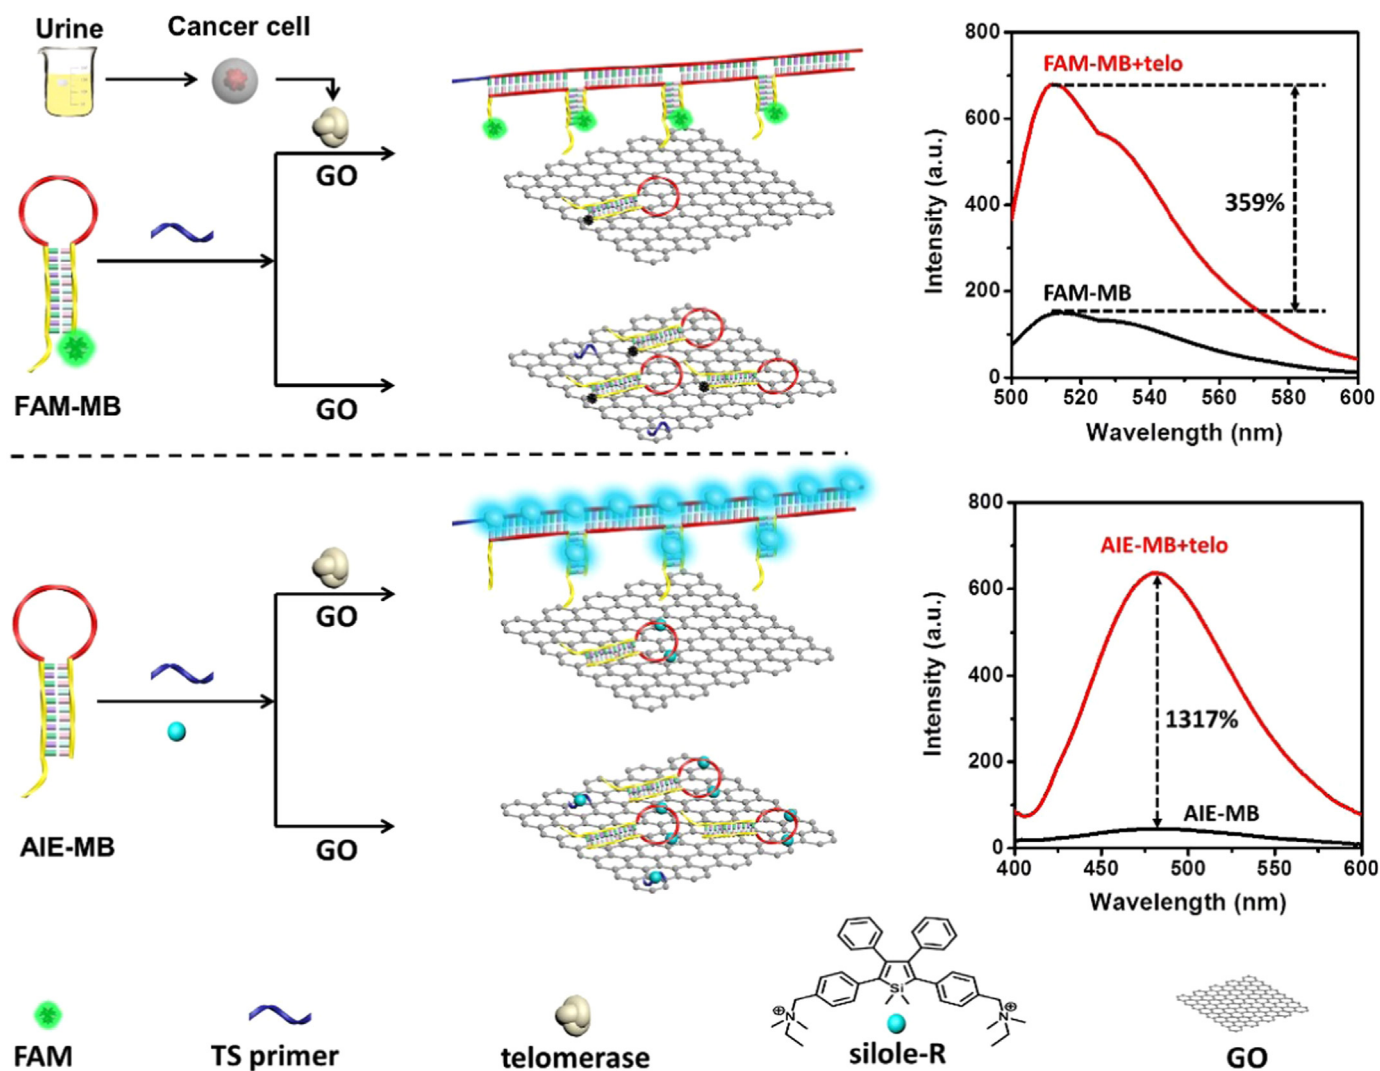 Urine
Cancer cell
GO
FAM-MB
GO
800
600
400
200
0
500 520 540 560 580 600
Intensity (a.u.)
Wavelength (nm)
FAM-MB+telo
359%
FAM-MB
GO
AIE-MB
GO
800
600
400
200
0
400 450 500 550 600
Intensity (a.u.)
Wavelength (nm)
AIE-MB+telo
1317%
AIE-MB
Si
N ⊕
⊕ N
FAM
TS primer
telomerase
silole-R
GO